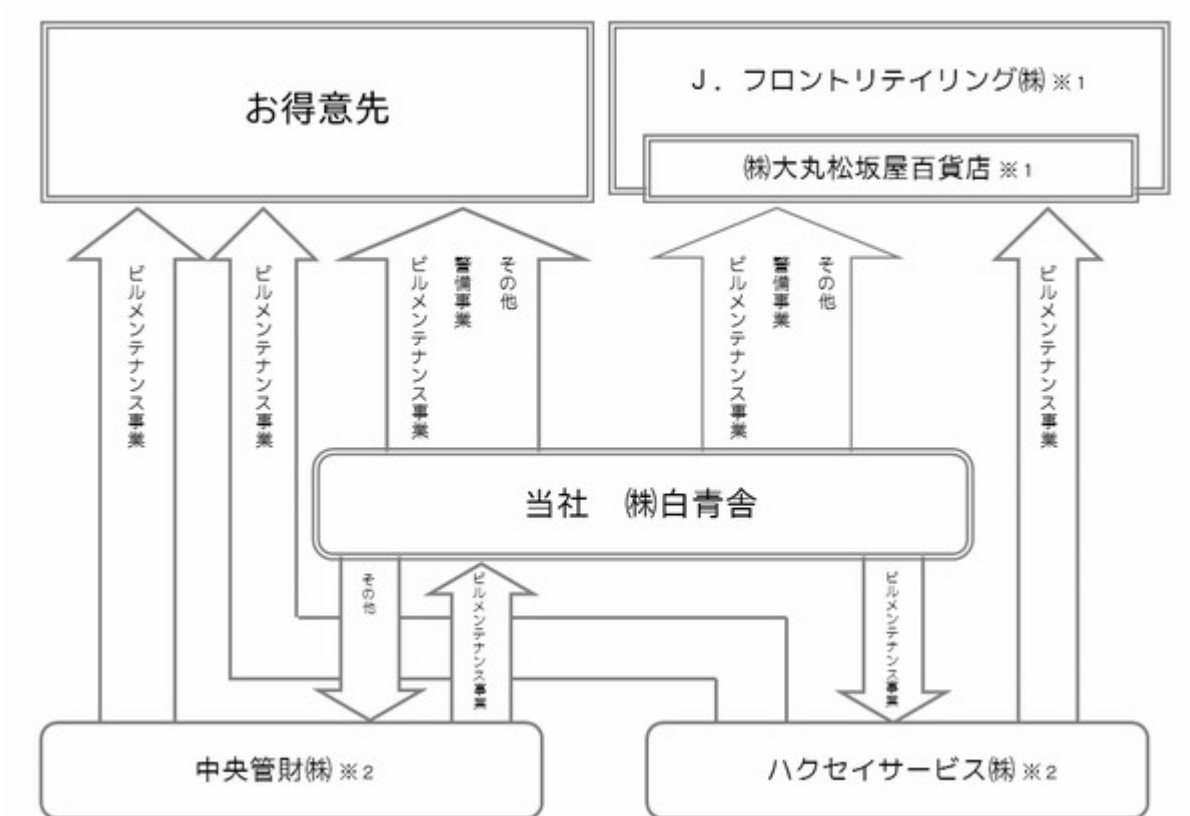 お得意先
J．フロントリテイリング㈱ ※1
㈱大丸松坂屋百貨店 ※1
ビルメンテナンス事業
ビルメンテナンス事業
ビルメンテナンス事業
警備事業
その他
ビルメンテナンス事業
警備事業
その他
ビルメンテナンス事業
当社　㈱白青舎
その他
ビルメンテナンス事業
ビルメンテナンス事業
中央管財㈱ ※2
ハクセイサービス㈱ ※2